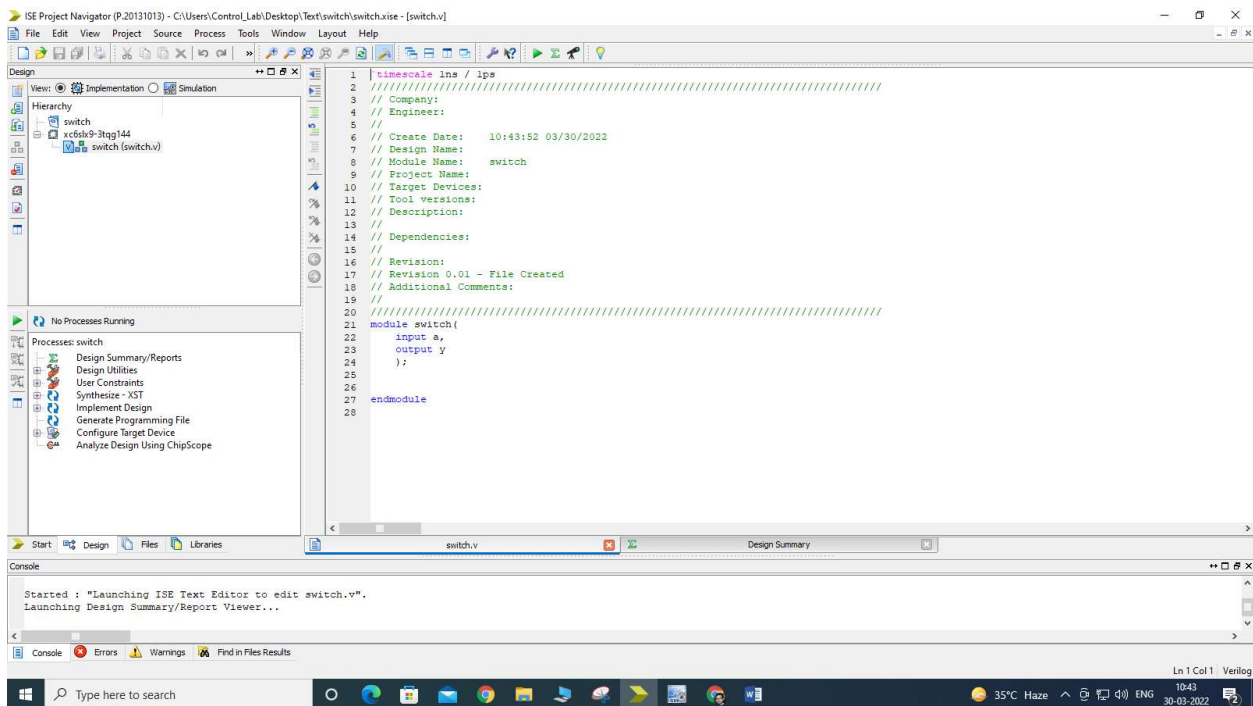 ISE Project Navigator (P.20131013) - C:\Users\Control_Lab\Desktop\Text\switch\switch.xise - [switch.v]
File Edit View Project Source Process Tools Window Layout Help
Design
View: Implementation Simulation
Hierarchy
switch
xc6slx9-3tqg144
switch (switch.v)
No Processes Running
Processes: switch
Design Summary/Reports
Design Utilities
User Constraints
Synthesize - XST
Implement Design
Generate Programming File
Configure Target Device
Analyze Design Using ChipScope
Start Design Files Libraries
1 `timescale 1ns / 1ps
2 //////////////////////////////////////////////////////////////////////////////////
3 // Company:
4 // Engineer:
5 //
6 // Create Date:    10:43:52 03/30/2022
7 // Design Name:
8 // Module Name:    switch
9 // Project Name:
10 // Target Devices:
11 // Tool versions:
12 // Description:
13 //
14 // Dependencies:
15 //
16 // Revision:
17 // Revision 0.01 - File Created
18 // Additional Comments:
19 //
20 //////////////////////////////////////////////////////////////////////////////////
21 module switch(
22     input a,
23     output y
24     );
25
26
27 endmodule
28
switch.v Design Summary
Console
Started : "Launching ISE Text Editor to edit switch.v".
Launching Design Summary/Report Viewer...
Console Errors Warnings Find in Files Results
Ln 1 Col 1 Verilog
Type here to search
35°C Haze ENG 10:43
30-03-2022
2